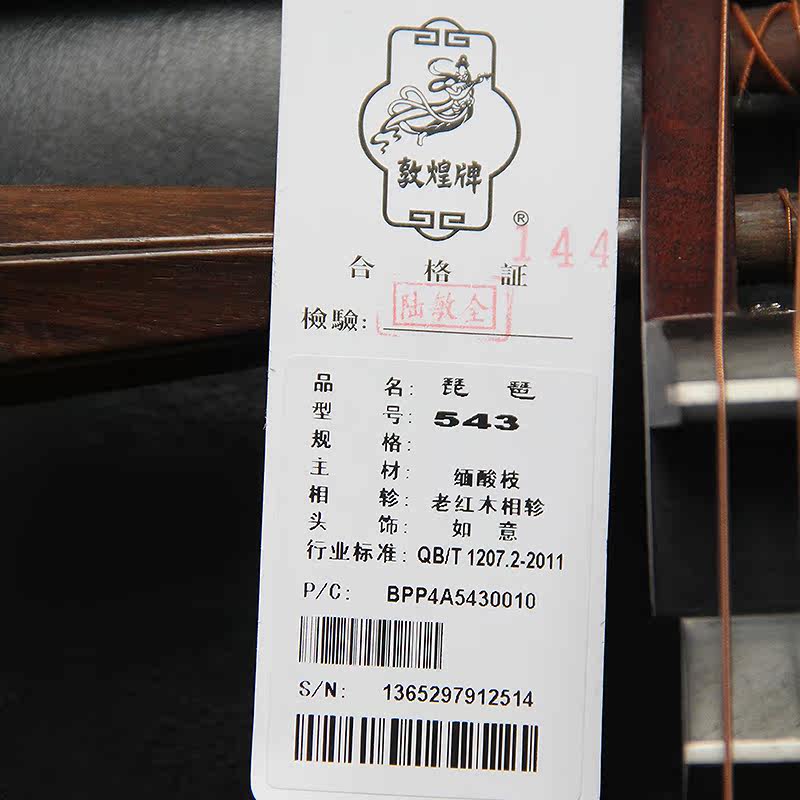 敦煌牌
®
144
合格証
檢驗: 陆敏全
品名: 琵琶
型号: 543
规格:
主材: 缅酸枝
相轸: 老红木相轸
头饰: 如意
行业标准: QB/T 1207.2-2011
P/C: BPP4A5430010
S/N: 1365297912514